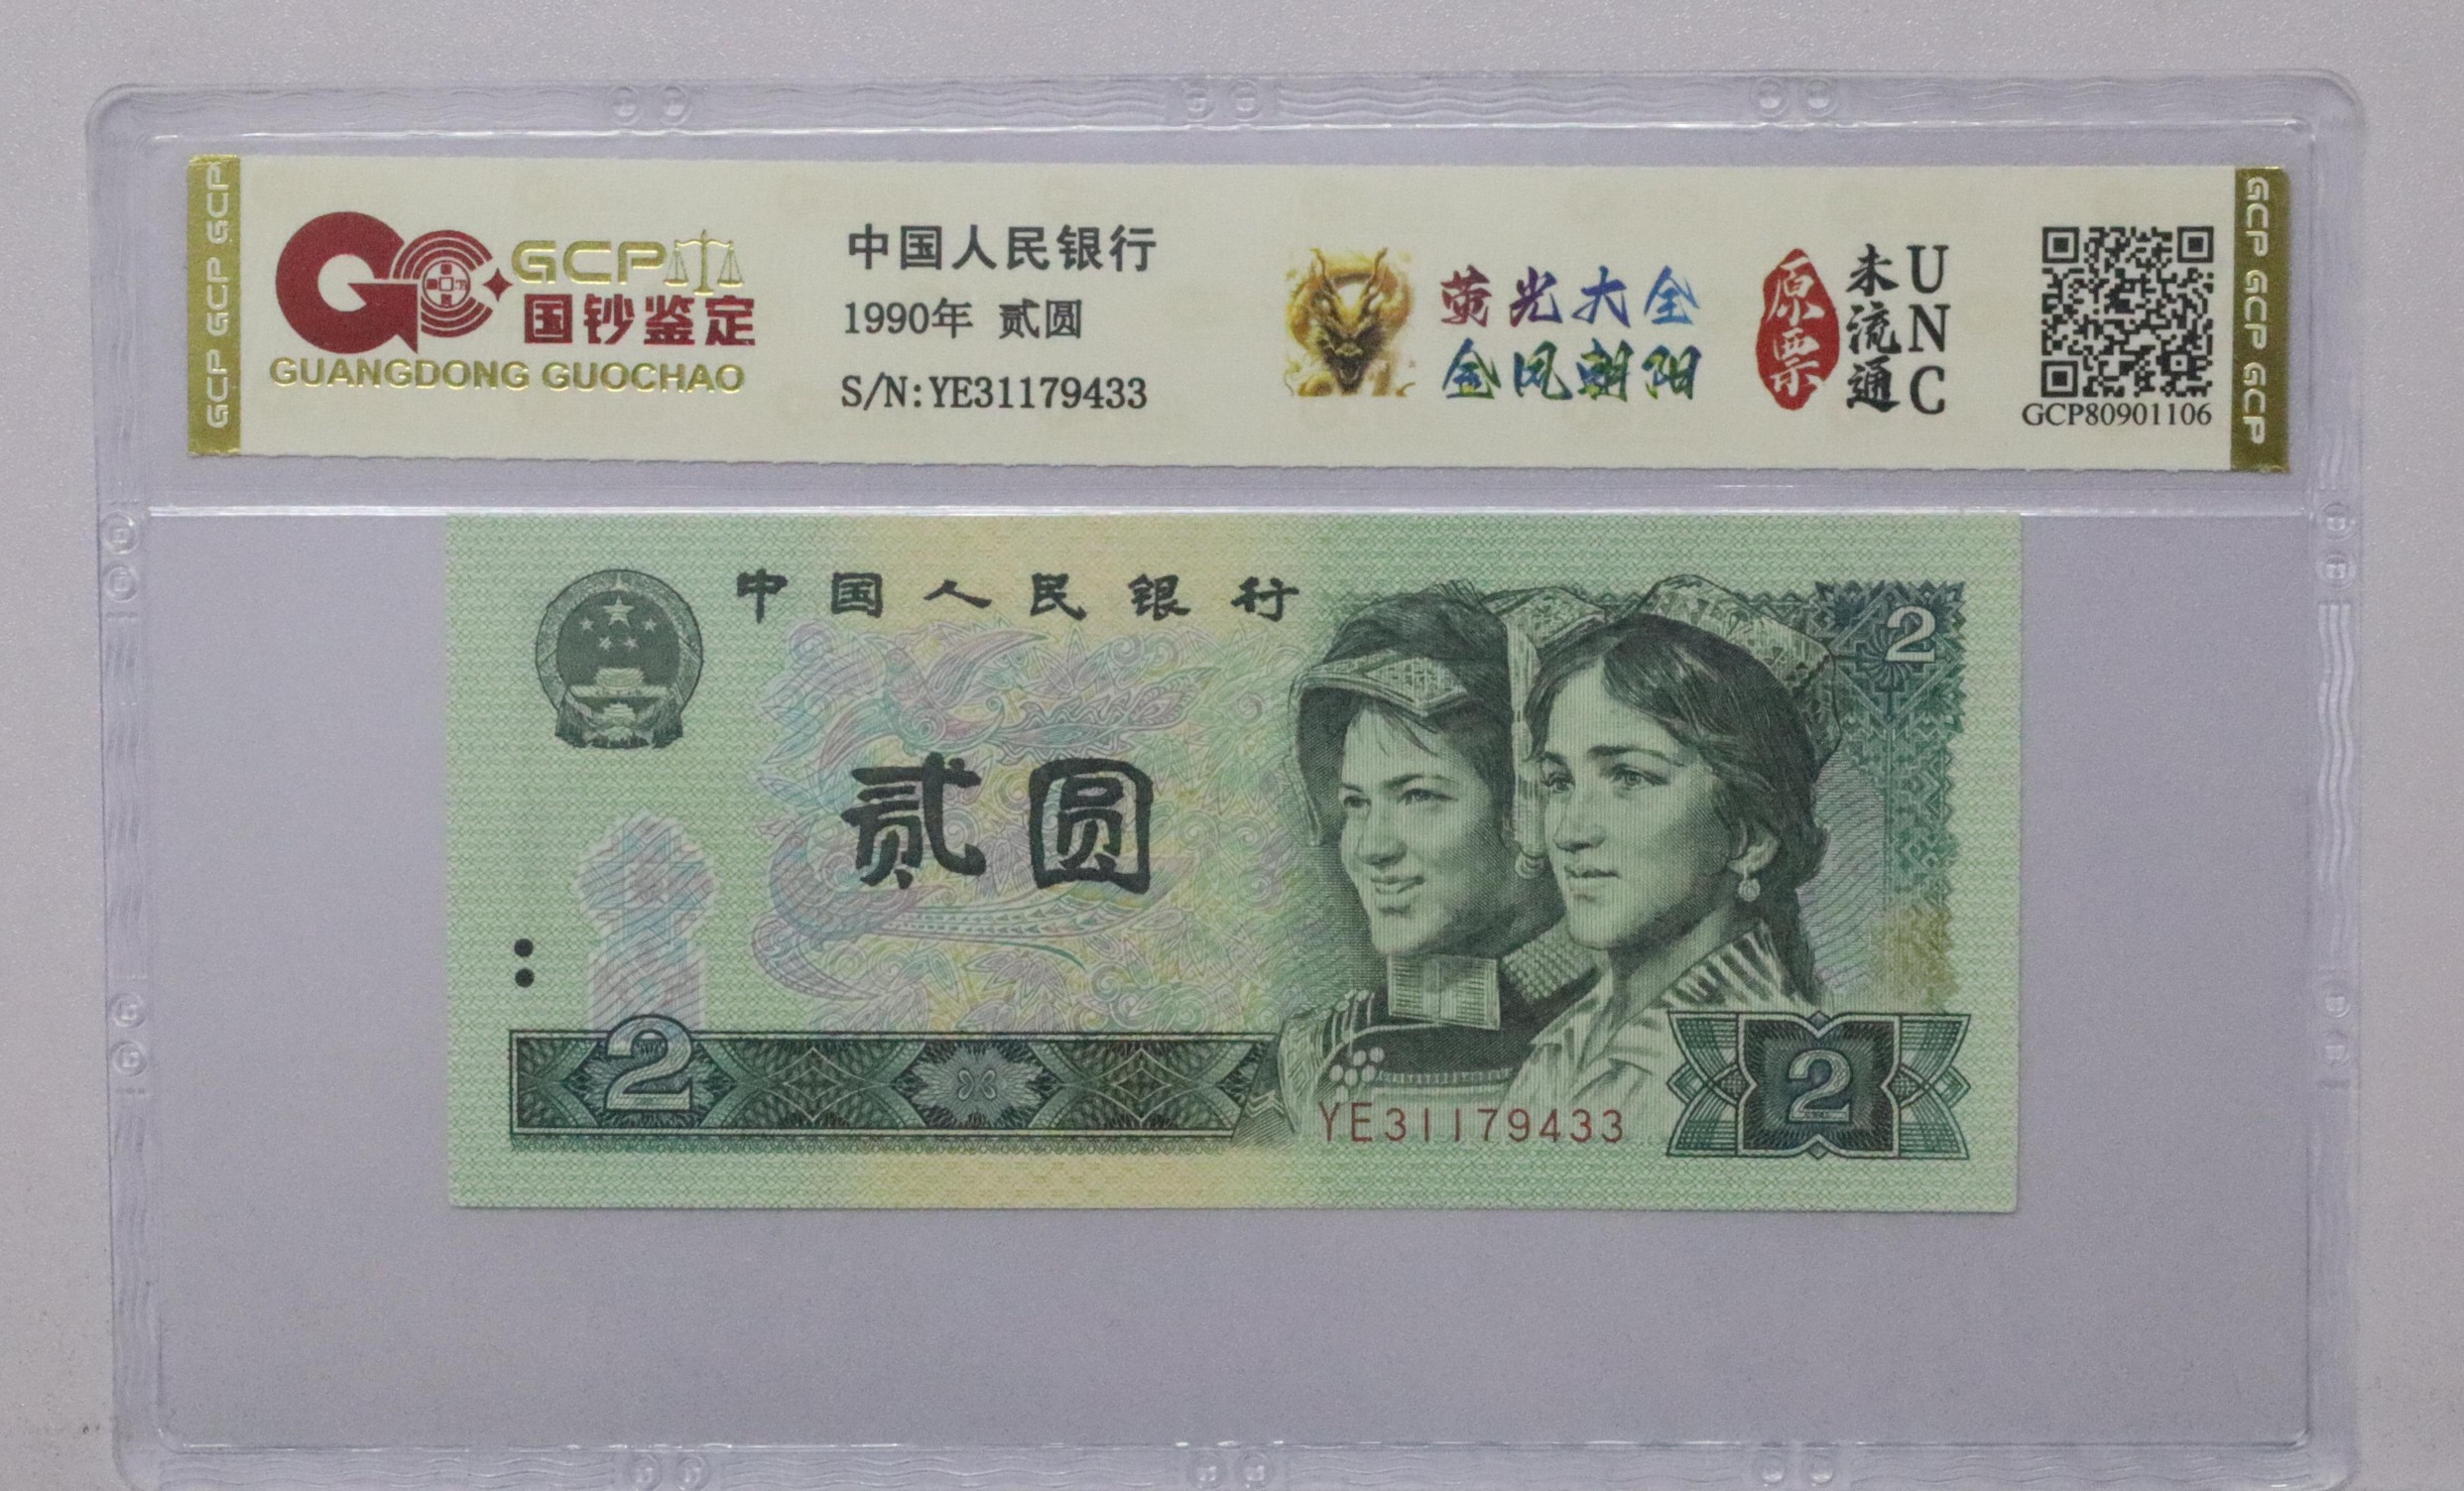 GCP GCP GCP
GCP
国钞鉴定
GUANGDONG GUOCHAO
中国人民银行
1990年 贰圆
S/N:YE31179433
荧光大全
金凤朝阳
原票
未流通
UNC
GCP80901106
GCP GCP GCP GCP
中国人民银行
2
贰圆
2
YE31179433
2